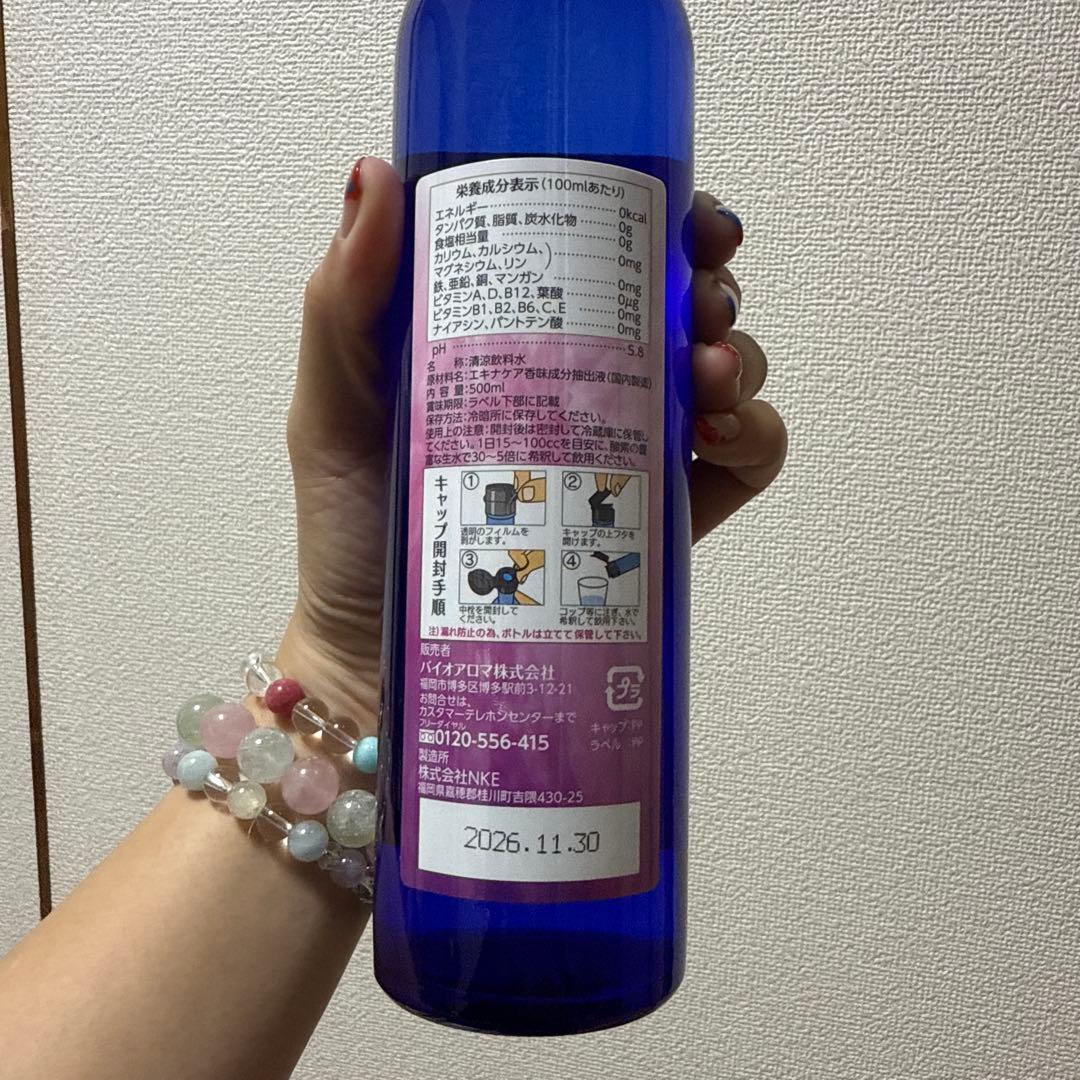 栄養成分表示(100mlあたり)
エネルギー…………………0kcal
タンパク質、脂質、炭水化物………0g
食塩相当量…………………0g
カリウム、カルシウム、
マグネシウム、リン)…………0mg
鉄、亜鉛、銅、マンガン…………0mg
ビタミンA、D、B12、葉酸…………0μg
ビタミンB1、B2、B6、C、E…………0mg
ナイアシン、パントテン酸…………0mg
pH…………………5.8
名　　称:清涼飲料水
原材料名:エキナケア香味成分抽出液(国内製造)
内 容 量:500ml
賞味期限:ラベル下部に記載
保存方法:冷暗所に保存してください。
使用上の注意:開封後は密封して冷蔵庫に保管し
てください。1日15〜100ccを目安に、酸素の豊
富な生水で30〜5倍に希釈して飲用ください。
キャップ開封手順
①
透明のフィルムを
剥がします。
②
キャップの上フタを
開けます。
③
中栓を開封して
ください。
④
コップ等に注ぎ、水で
希釈して飲用下さい。
注)漏れ防止の為、ボトルは立てて保管して下さい。
販売者
バイオアロマ株式会社
福岡市博多区博多駅前3-12-21
お問合せは、
カスタマーテレホンセンターまで
フリーダイヤル
0120-556-415
製造所
株式会社NKE
福岡県嘉穂郡桂川町吉隈430-25
プラ
キャップ:PP
ラベル :PP
2026.11.30